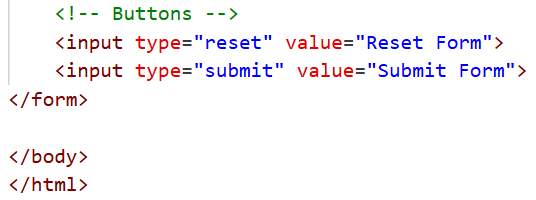 <!-- Buttons -->
<input type="reset" value="Reset Form">
<input type="submit" value="Submit Form">
</form>
</body>
</html>